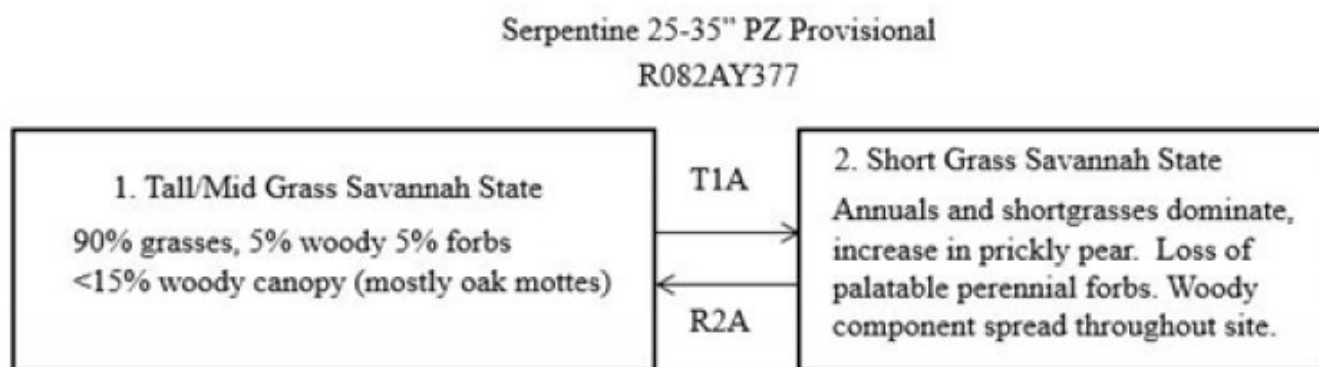 Serpentine 25-35” PZ Provisional
R082AY377
1. Tall/Mid Grass Savannah State
90% grasses, 5% woody 5% forbs
<15% woody canopy (mostly oak mottes)
T1A
R2A
2. Short Grass Savannah State
Annuals and shortgrasses dominate,
increase in prickly pear.  Loss of
palatable perennial forbs. Woody
component spread throughout site.